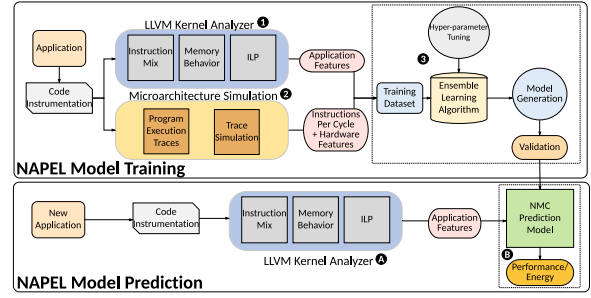 LLVM Kernel Analyzer 1
Application
Code
Instrumentation
Instruction
Mix
Memory
Behavior
ILP
Application
Features
Microarchitecture Simulation 2
Program
Execution
Traces
Trace
Simulation
Instructions
Per Cycle
+ Hardware
Features
Hyper-parameter
Tuning
3
Training
Dataset
Ensemble
Learning
Algorithm
Model
Generation
Validation
NAPEL Model Training
New
Application
Code
Instrumentation
Instruction
Mix
Memory
Behavior
ILP
LLVM Kernel Analyzer A
Application
Features
NMC
Prediction
Model
B
Performance/
Energy
NAPEL Model Prediction